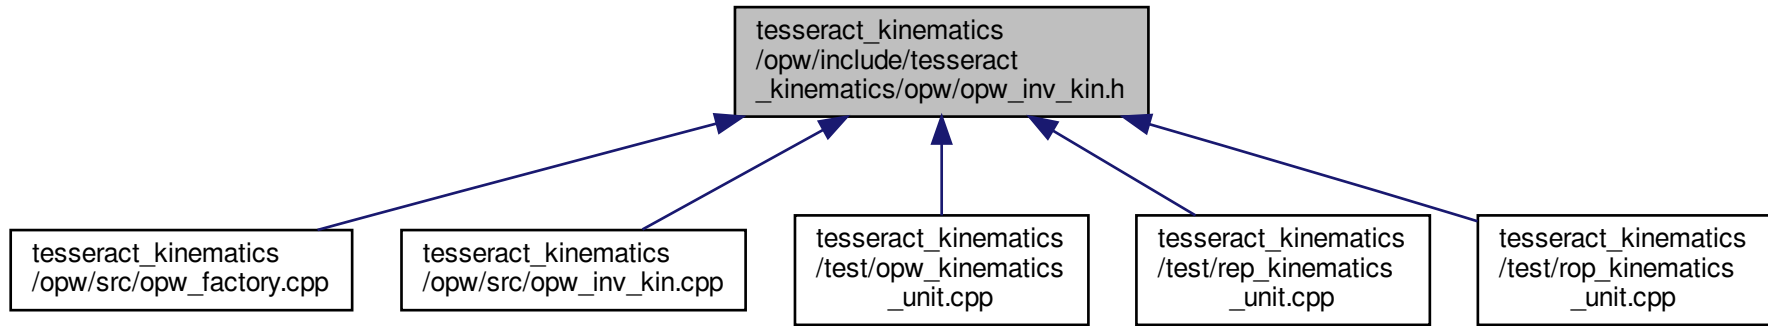 tesseract_kinematics
/opw/include/tesseract
_kinematics/opw/opw_inv_kin.h
tesseract_kinematics
/opw/src/opw_factory.cpp
tesseract_kinematics
/opw/src/opw_inv_kin.cpp
tesseract_kinematics
/test/opw_kinematics
_unit.cpp
tesseract_kinematics
/test/rep_kinematics
_unit.cpp
tesseract_kinematics
/test/rop_kinematics
_unit.cpp